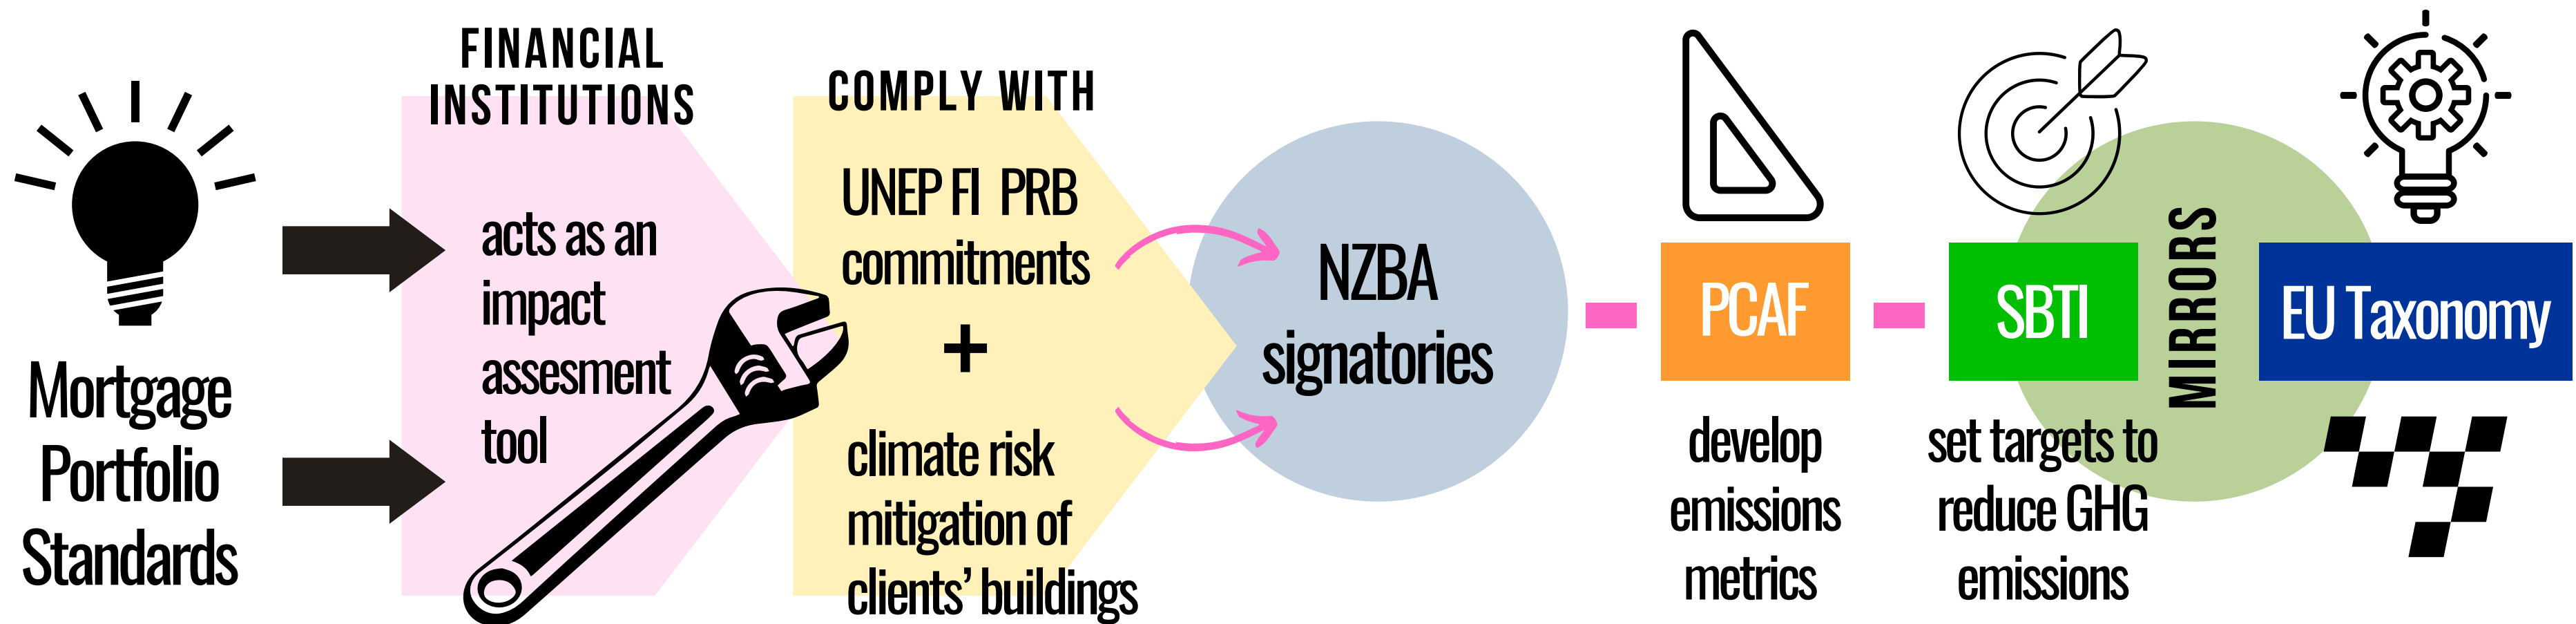 Mortgage
Portfolio
Standards
FINANCIAL
INSTITUTIONS
acts as an
impact
assesment
tool
COMPLY WITH
UNEP FI PRB
commitments
+
climate risk
mitigation of
clients' buildings
NZBA
signatories
PCAF
develop
emissions
metrics
SBTI
set targets to
reduce GHG
emissions
MIRRORS
EU Taxonomy